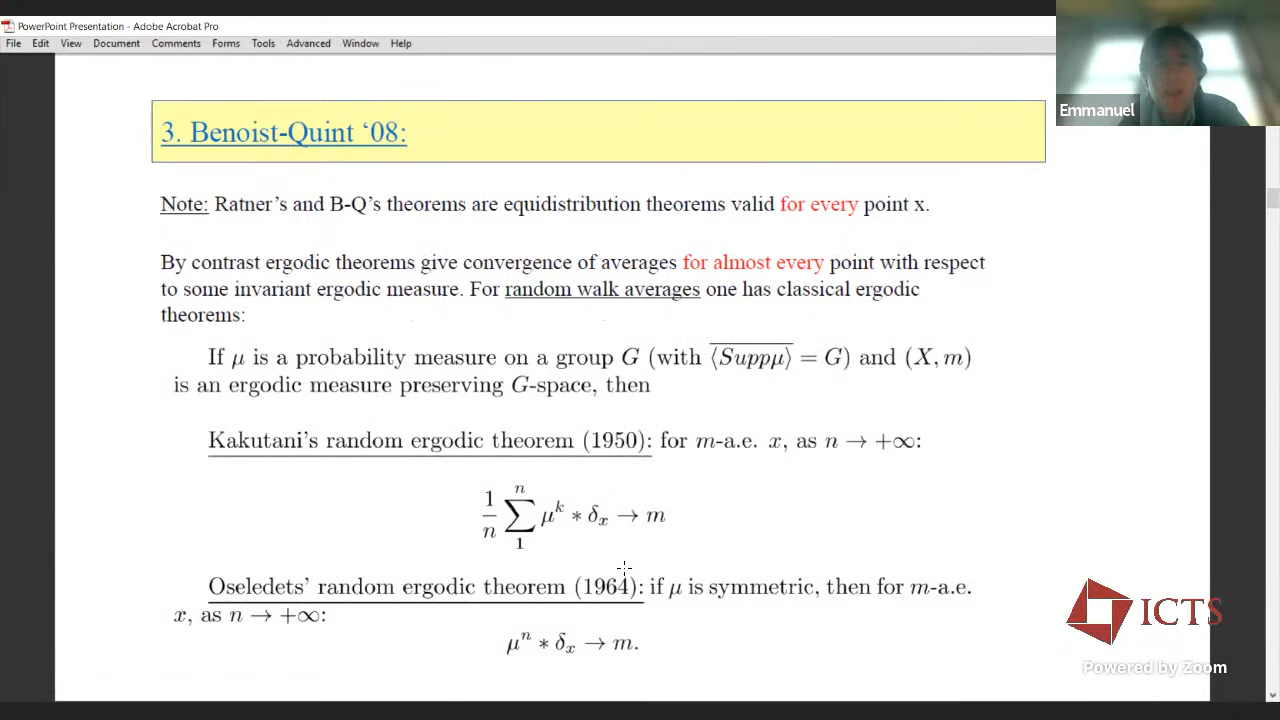 PowerPoint Presentation - Adobe Acrobat Pro
File Edit View Document Comments Forms Tools Advanced Window Help
Emmanuel
3. Benoist-Quint ‘08:
Note: Ratner’s and B-Q’s theorems are equidistribution theorems valid for every point x.
By contrast ergodic theorems give convergence of averages for almost every point with respect
to some invariant ergodic measure. For random walk averages one has classical ergodic
theorems:
If μ is a probability measure on a group G (with \overline{⟨Suppμ⟩} = G) and (X, m)
is an ergodic measure preserving G-space, then
Kakutani’s random ergodic theorem (1950): for m-a.e. x, as n → +∞:
\frac{1}{n} \sum_{1}^{n} μ^k * δ_x → m
Oseledets’ random ergodic theorem (1964): if μ is symmetric, then for m-a.e.
x, as n → +∞:
μ^n * δ_x → m.
ICTS
Powered by Zoom